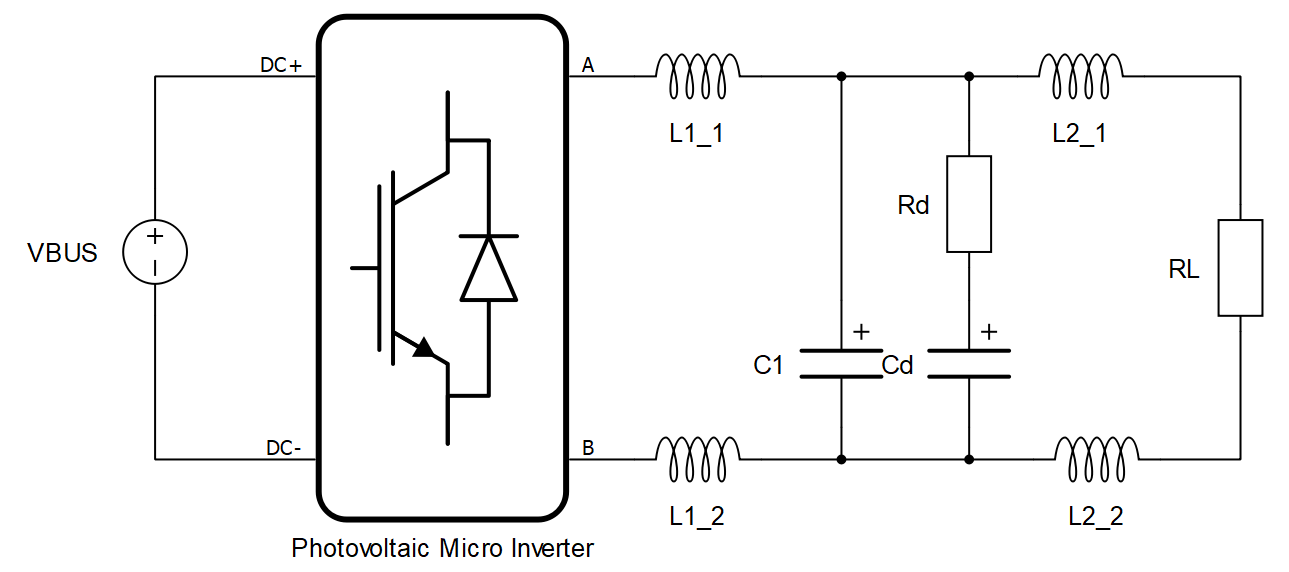 DC+
A
L1_1
L2_1
Rd
VBUS
+
RL
+
+
C1
Cd
DC-
B
L1_2
L2_2
Photovoltaic Micro Inverter